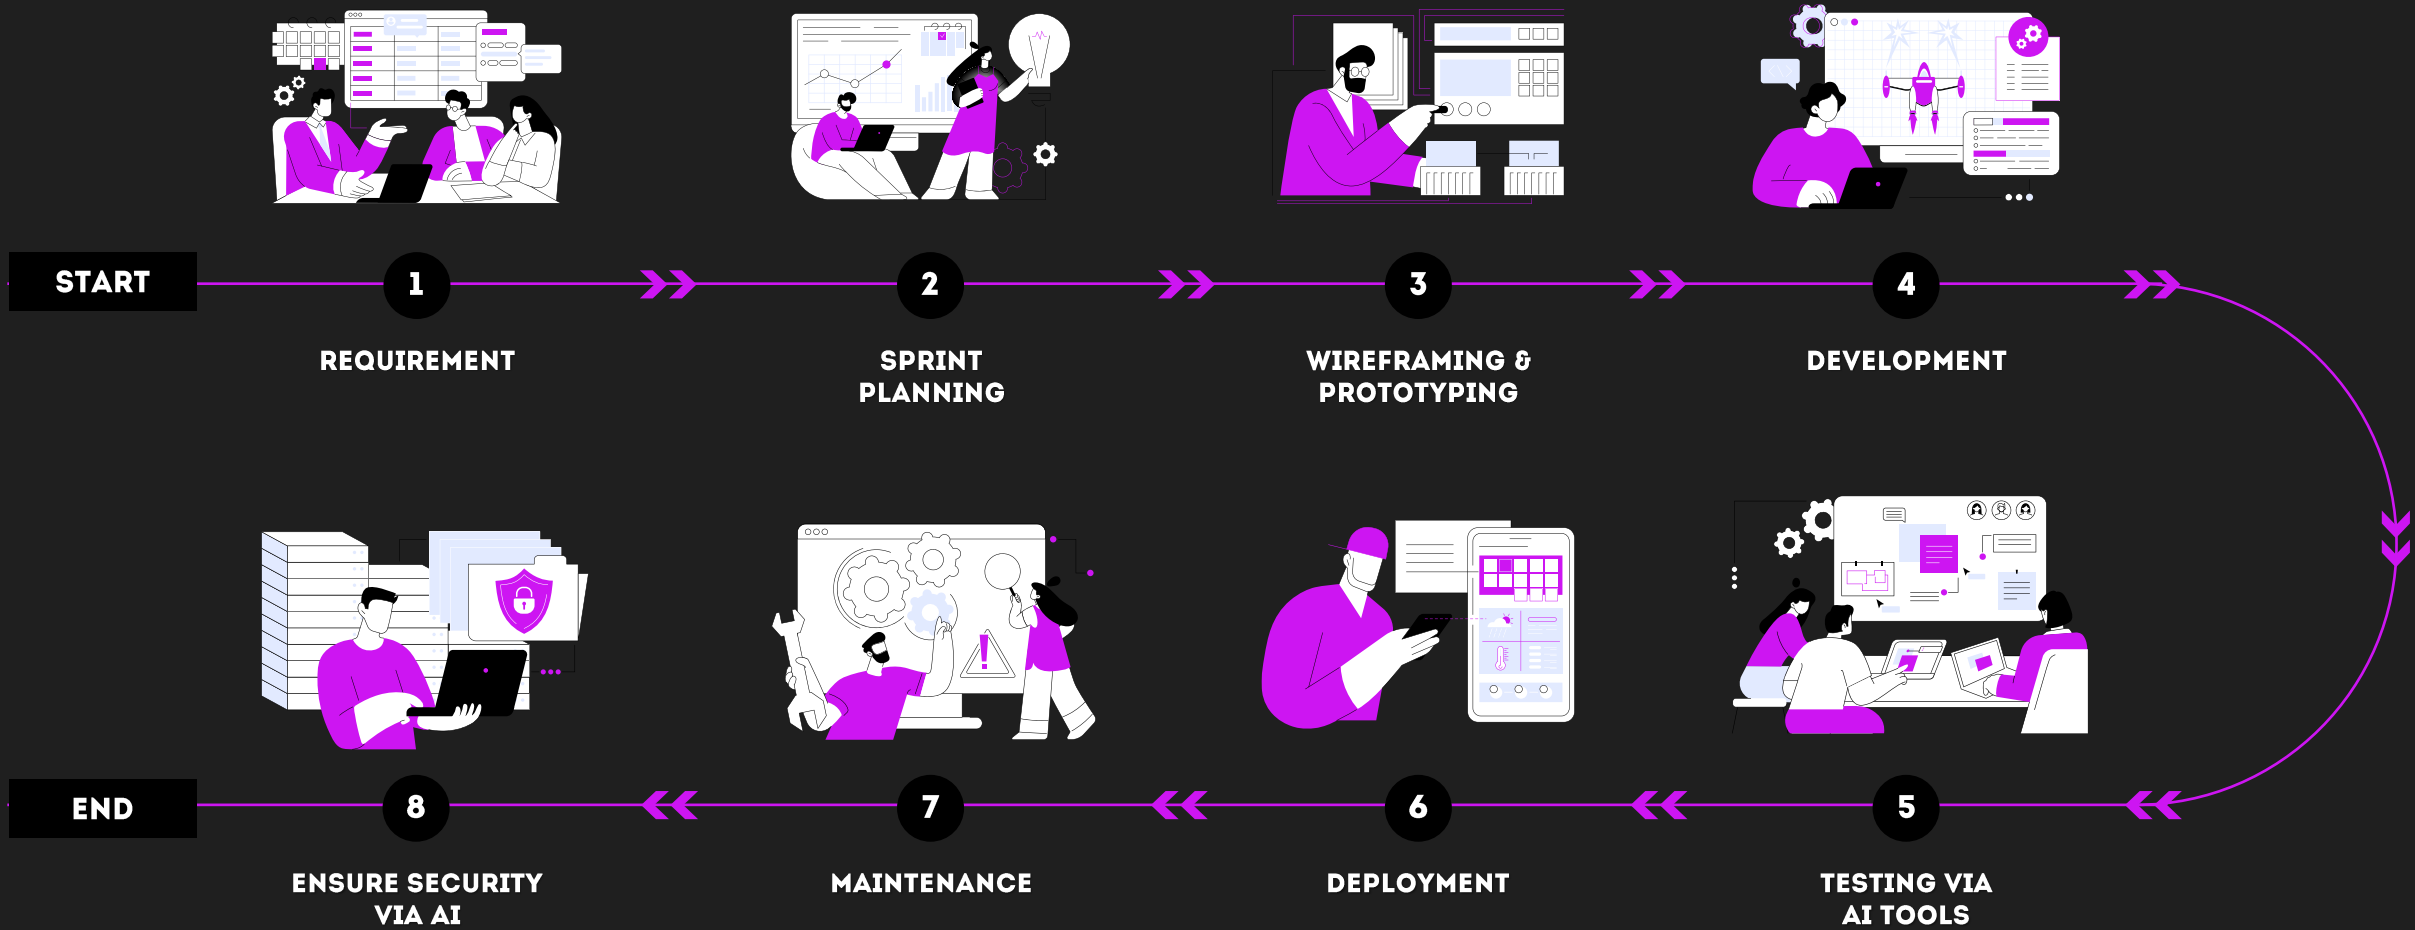 START
1
2
3
4
REQUIREMENT
SPRINT
PLANNING
WIREFRAMING &
PROTOTYPING
DEVELOPMENT
5
TESTING VIA
AI TOOLS
6
DEPLOYMENT
7
MAINTENANCE
8
ENSURE SECURITY
VIA AI
END